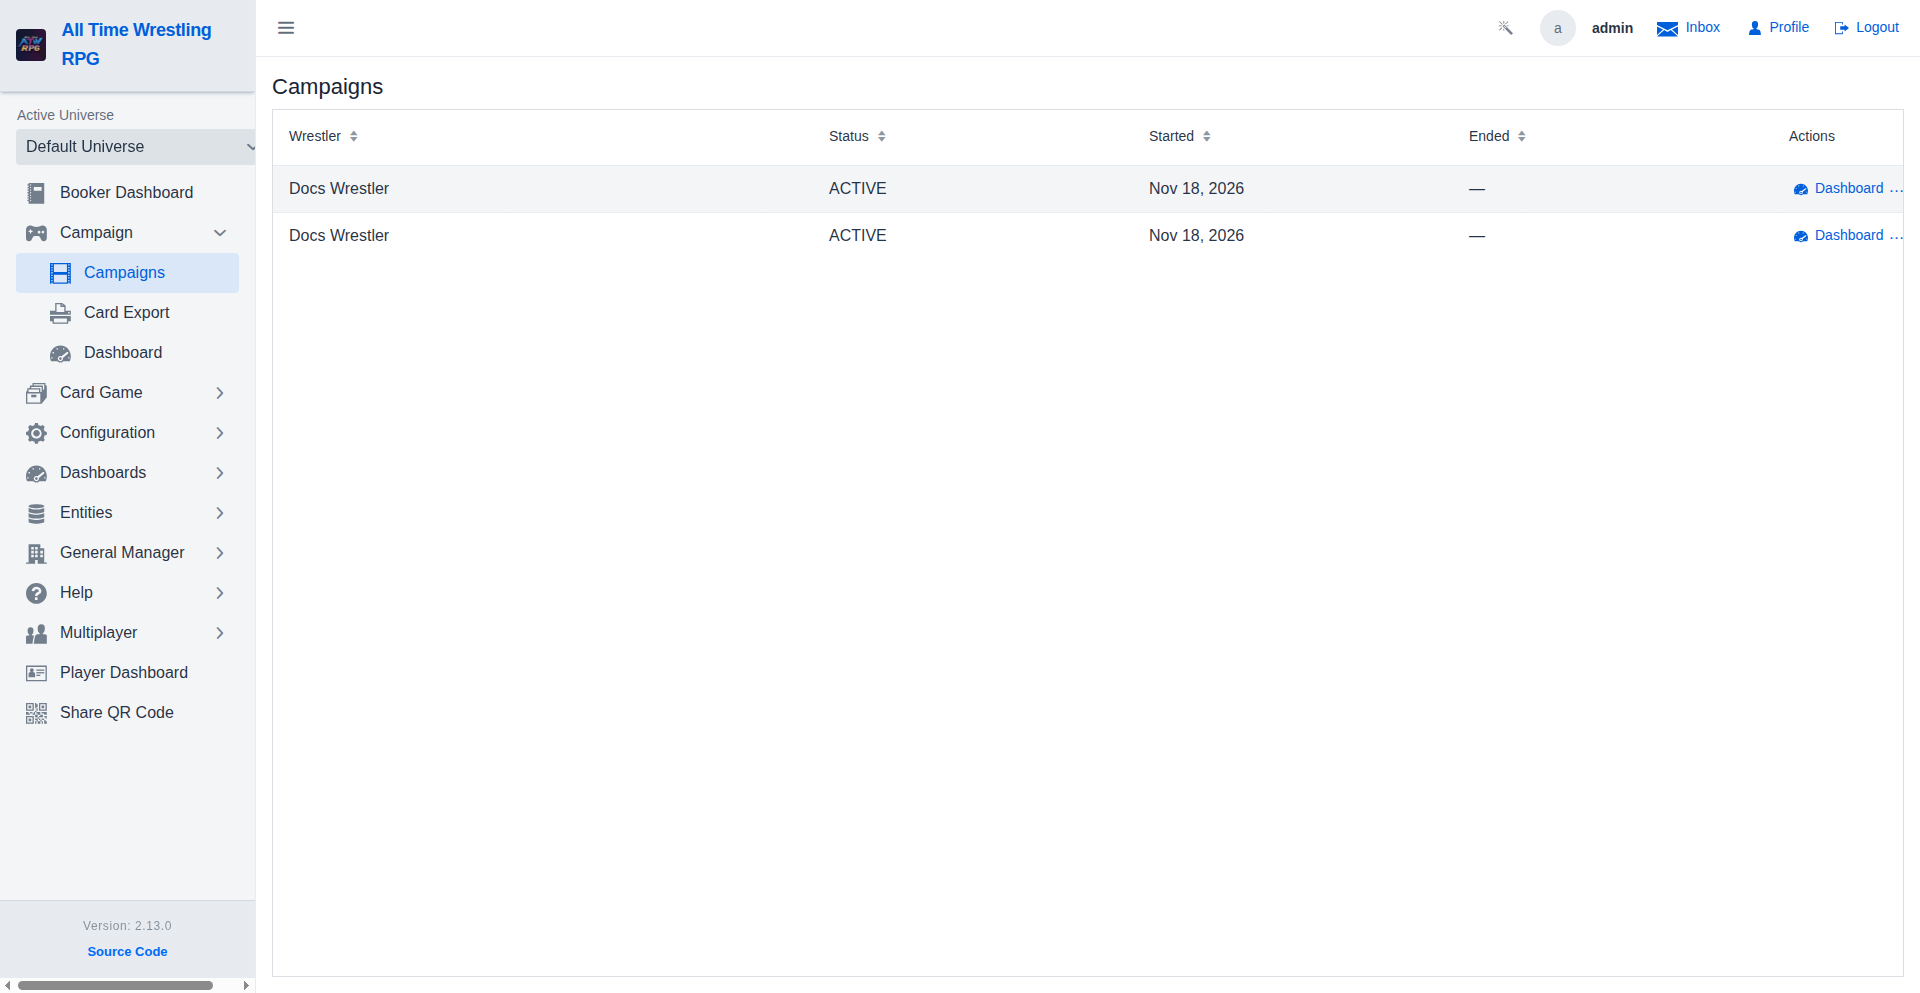 All Time Wrestling
RPG
a
admin
Inbox
Profile
Logout
Active Universe
Default Universe
Booker Dashboard
Campaign
Campaigns
Card Export
Dashboard
Card Game
Configuration
Dashboards
Entities
General Manager
Help
Multiplayer
Player Dashboard
Share QR Code
Version: 2.13.0
Source Code
Campaigns
Wrestler Status Started Ended Actions
Docs Wrestler ACTIVE Nov 18, 2026 — Dashboard ...
Docs Wrestler ACTIVE Nov 18, 2026 — Dashboard ...